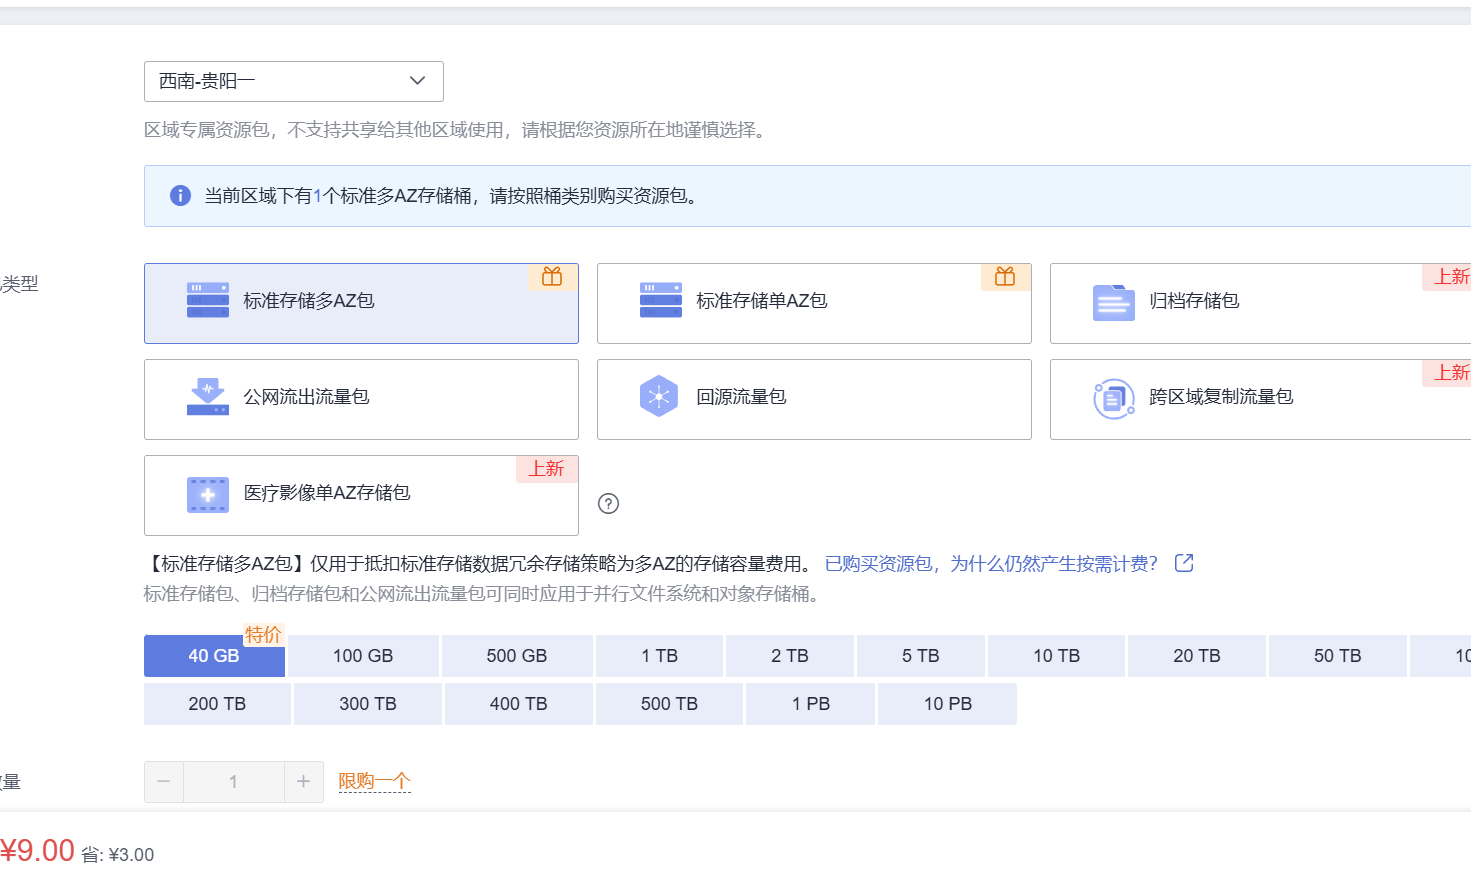 西南-贵阳一
区域专属资源包，不支持共享给其他区域使用，请根据您资源所在地谨慎选择。
当前区域下有1个标准多AZ存储桶，请按照桶类别购买资源包。
类型
标准存储多AZ包
标准存储单AZ包
归档存储包
上新
公网流出流量包
回源流量包
跨区域复制流量包
上新
医疗影像单AZ存储包
上新
【标准存储多AZ包】仅用于抵扣标准存储数据冗余存储策略为多AZ的存储容量费用。 已购买资源包，为什么仍然产生按需计费？
标准存储包、归档存储包和公网流出流量包可同时应用于并行文件系统和对象存储桶。
特价
40 GB 100 GB 500 GB 1 TB 2 TB 5 TB 10 TB 20 TB 50 TB
200 TB 300 TB 400 TB 500 TB 1 PB 10 PB
量
1
限购一个
¥9.00 省: ¥3.00